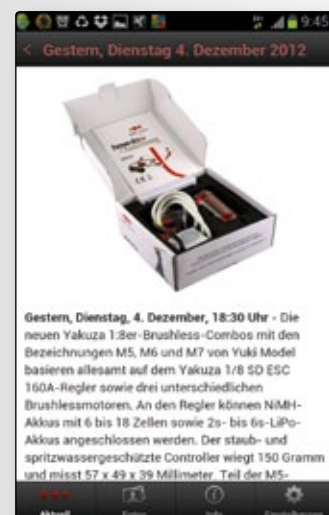 9:45
< Gestern, Dienstag 4. Dezember 2012
Gestern, Dienstag, 4. Dezember, 18:30 Uhr - Die
neuen Yakuza 1:8er-Brushless-Combos mit den
Bezeichnungen M5, M6 und M7 von Yuki Model
basieren allesamt auf dem Yakuza 1/8 SD ESC
160A-Regler sowie drei unterschiedlichen
Brushlessmotoren. An den Regler können NiMH-
Akkus mit 6 bis 18 Zellen sowie 2s- bis 6s-LiPo-
Akkus angeschlossen werden. Der staub- und
spritzwassergeschützte Controller wiegt 150 Gramm
und misst 57 x 49 x 39 Millimeter. Teil der M5-
Aktuell Info Einstellungen